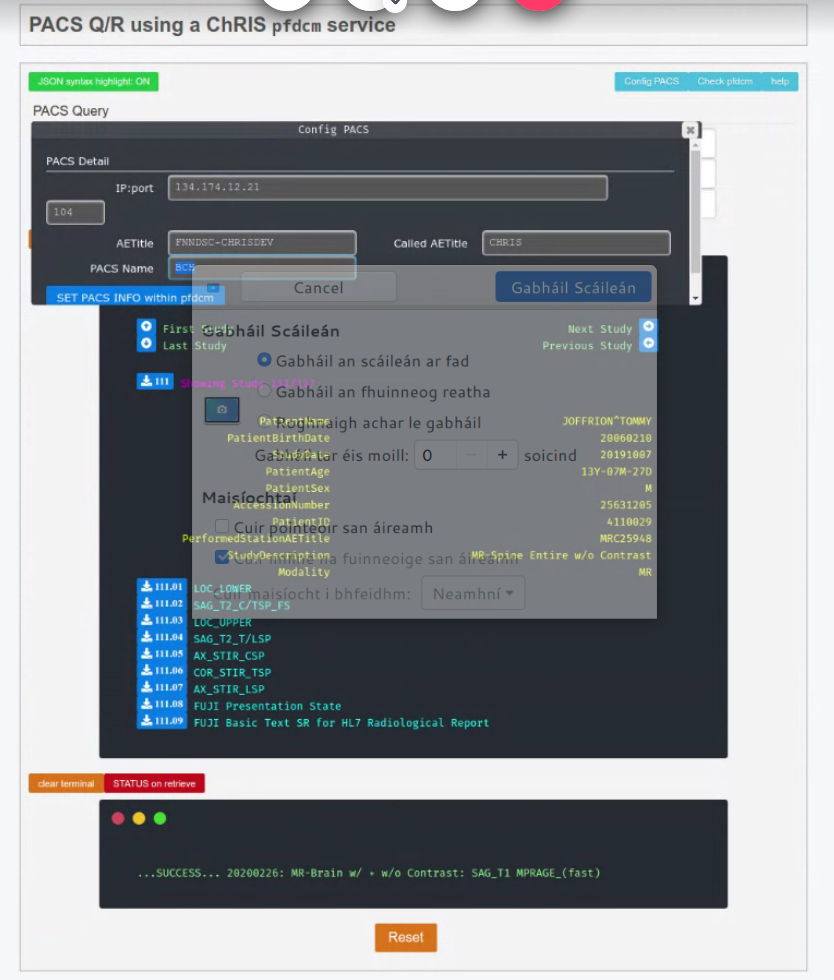 PACS Q/R using a ChRIS pfdcm service
JSON syntax highlight: ON
Config PACS Check pfdcm help
PACS Query
Config PACS
PACS Detail
IP:port 134.174.12.21
104
AETitle FNNDSC-CHRISDEV Called AETitle CHRIS
PACS Name BCH
SET PACS INFO within pfdcm
Cancel Gabháil Scáileán
First Study Next Study
Last Study Previous Study
Gabháil Scáileán
Gabháil an scáileán ar fad
111 Showing Study 111/137
Gabháil an fhuinneog reatha
Roghnaigh achar le gabháil
PatientName JOFFRION^TOMMY
PatientBirthDate 20060210
StudyDate 20191007
Gabháil tar éis moill: 0 − + soicind
PatientAge 13Y-07M-27D
PatientSex M
Maisíochtaí
AccessionNumber 25631205
PatientID 4110029
Cuir pointeoir san áireamh
PerformedStationAETitle MRC25948
StudyDescription MR-Spine Entire w/o Contrast
Cuir imlíne na fuinneoige san áireamh
Modality MR
Cuir maisíocht i bhfeidhm: Neamhní
111.01 LOC_LOWER
111.02 SAG_T2_C/TSP_FS
111.03 LOC_UPPER
111.04 SAG_T2_T/LSP
111.05 AX_STIR_CSP
111.06 COR_STIR_TSP
111.07 AX_STIR_LSP
111.08 FUJI Presentation State
111.09 FUJI Basic Text SR for HL7 Radiological Report
clear terminal STATUS on retrieve
...SUCCESS... 20200226: MR-Brain w/ + w/o Contrast: SAG_T1 MPRAGE_(fast)
Reset